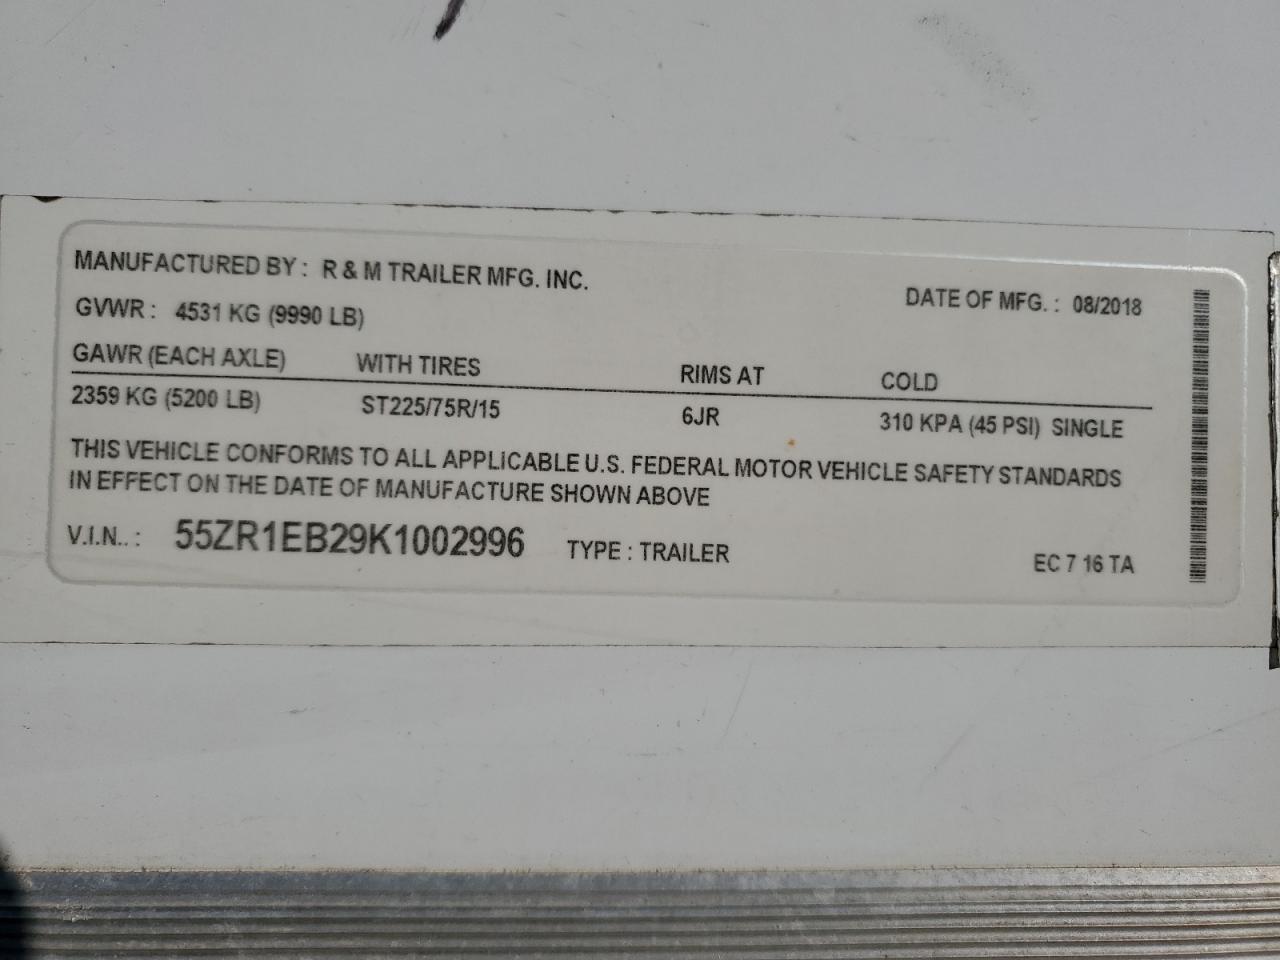 MANUFACTURED BY : R & M TRAILER MFG. INC.
DATE OF MFG. : 08/2018
GVWR : 4531 KG (9990 LB)
GAWR (EACH AXLE) WITH TIRES RIMS AT COLD
2359 KG (5200 LB) ST225/75R/15 6JR 310 KPA (45 PSI) SINGLE
THIS VEHICLE CONFORMS TO ALL APPLICABLE U.S. FEDERAL MOTOR VEHICLE SAFETY STANDARDS
IN EFFECT ON THE DATE OF MANUFACTURE SHOWN ABOVE
V.I.N.. : 55ZR1EB29K1002996 TYPE : TRAILER EC 7 16 TA